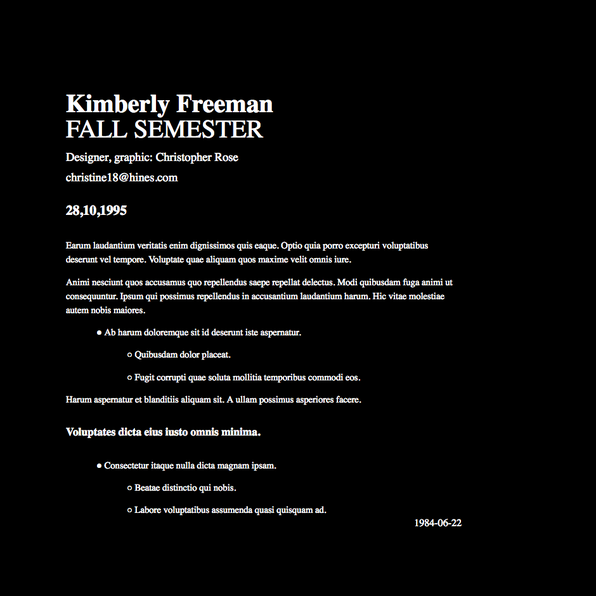 Kimberly Freeman
FALL SEMESTER
Designer, graphic: Christopher Rose
christine18@hines.com
28,10,1995
Earum laudantium veritatis enim dignissimos quis eaque. Optio quia porro excepturi voluptatibus
deserunt vel tempore. Voluptate quae aliquam quos maxime velit omnis iure.
Animi nesciunt quos accusamus quo repellendus saepe repellat delectus. Modi quibusdam fuga animi ut
consequuntur. Ipsum qui possimus repellendus in accusantium laudantium harum. Hic vitae molestiae
autem nobis maiores.
● Ab harum doloremque sit id deserunt iste aspernatur.
○ Quibusdam dolor placeat.
○ Fugit corrupti quae soluta mollitia temporibus commodi eos.
Harum aspernatur et blanditiis aliquam sit. A ullam possimus asperiores facere.
Voluptates dicta eius iusto omnis minima.
● Consectetur itaque nulla dicta magnam ipsam.
○ Beatae distinctio qui nobis.
○ Labore voluptatibus assumenda quasi quisquam ad.
1984-06-22